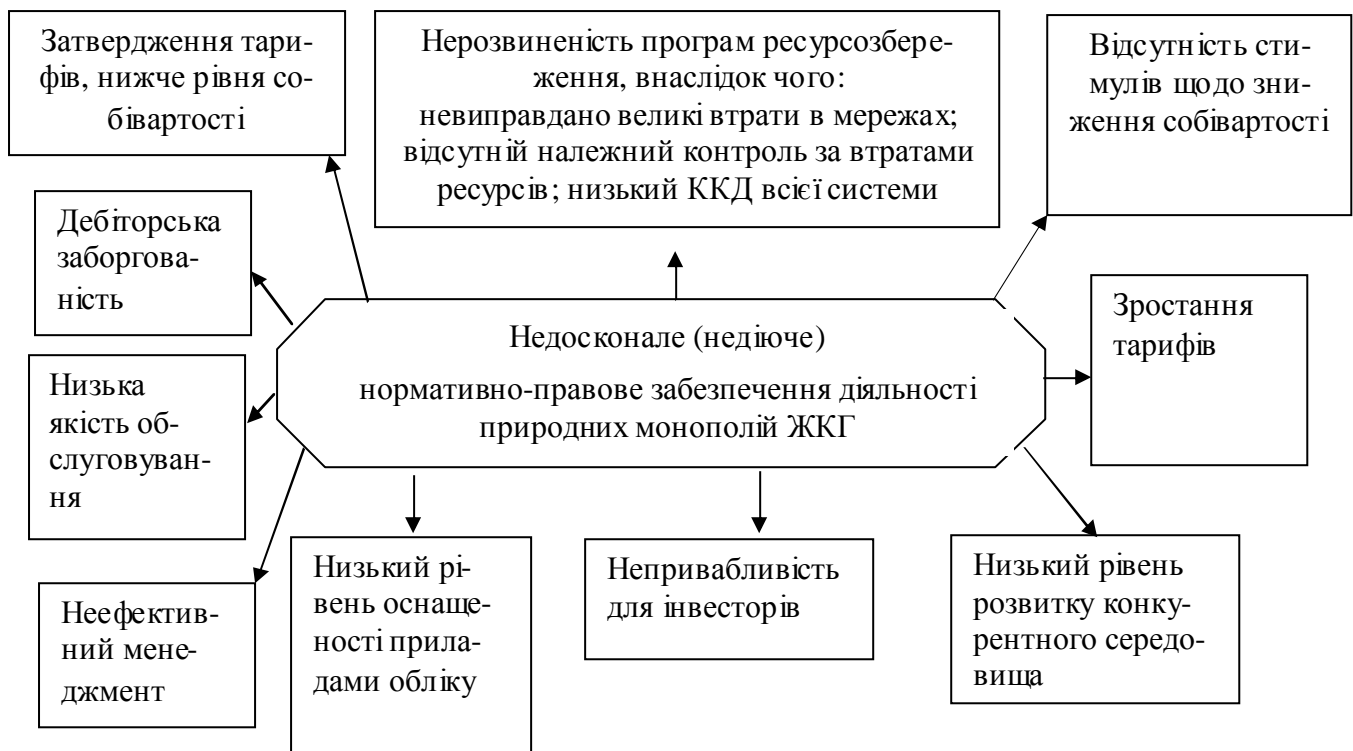 Затвердження тари-
фів, нижче рівня со-
бівартості
Нерозвиненість програм ресурсозбере-
ження, внаслідок чого:
невиправдано великі втрати в мережах;
відсутній належний контроль за втратами
ресурсів; низький ККД всієї системи
Відсутність сти-
мулів щодо зни-
ження собівартості
Дебіторська
заборгова-
ність
Недосконале (недіюче)
нормативно-правове забезпечення діяльності
природних монополій ЖКГ
Зростання
тарифів
Низька
якість об-
слуговуван-
ня
Неефектив-
ний мене-
джмент
Низький рі-
вень оснаще-
ності прила-
дами обліку
Непривабливість
для інвесторів
Низький рівень
розвитку конку-
рентного середо-
вища